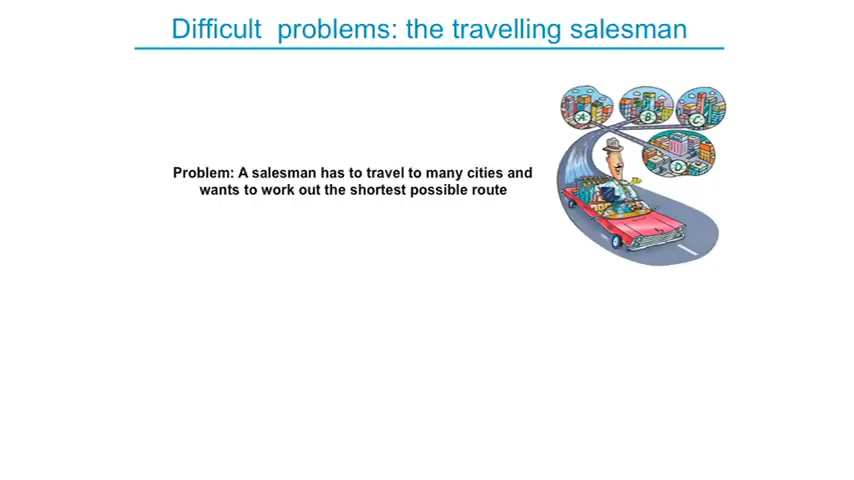 Difficult problems: the travelling salesman
A B C
D
Problem: A salesman has to travel to many cities and
wants to work out the shortest possible route